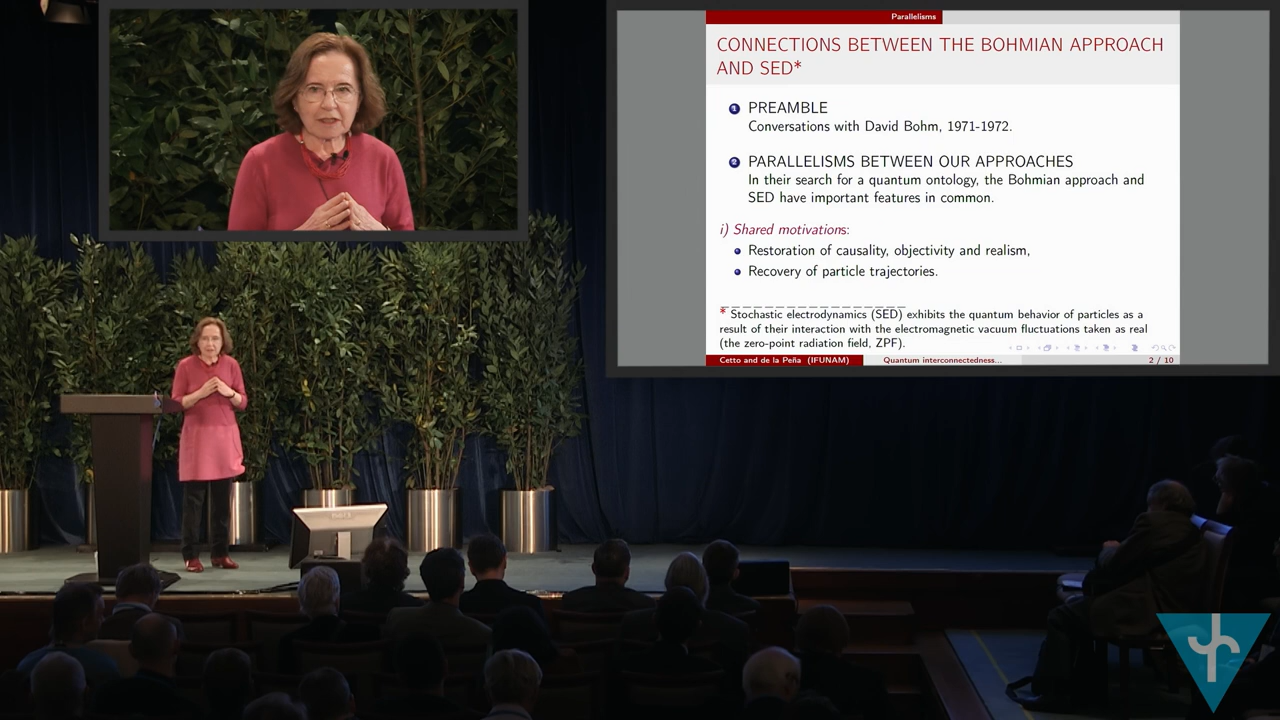 Parallelisms
CONNECTIONS BETWEEN THE BOHMIAN APPROACH
AND SED*
1 PREAMBLE
Conversations with David Bohm, 1971-1972.
2 PARALLELISMS BETWEEN OUR APPROACHES
In their search for a quantum ontology, the Bohmian approach and
SED have important features in common.
i) Shared motivations:
Restoration of causality, objectivity and realism,
Recovery of particle trajectories.
* Stochastic electrodynamics (SED) exhibits the quantum behavior of particles as a
result of their interaction with the electromagnetic vacuum fluctuations taken as real
(the zero-point radiation field, ZPF).
Cetto and de la Peña (IFUNAM) Quantum interconnectedness... 2 / 10